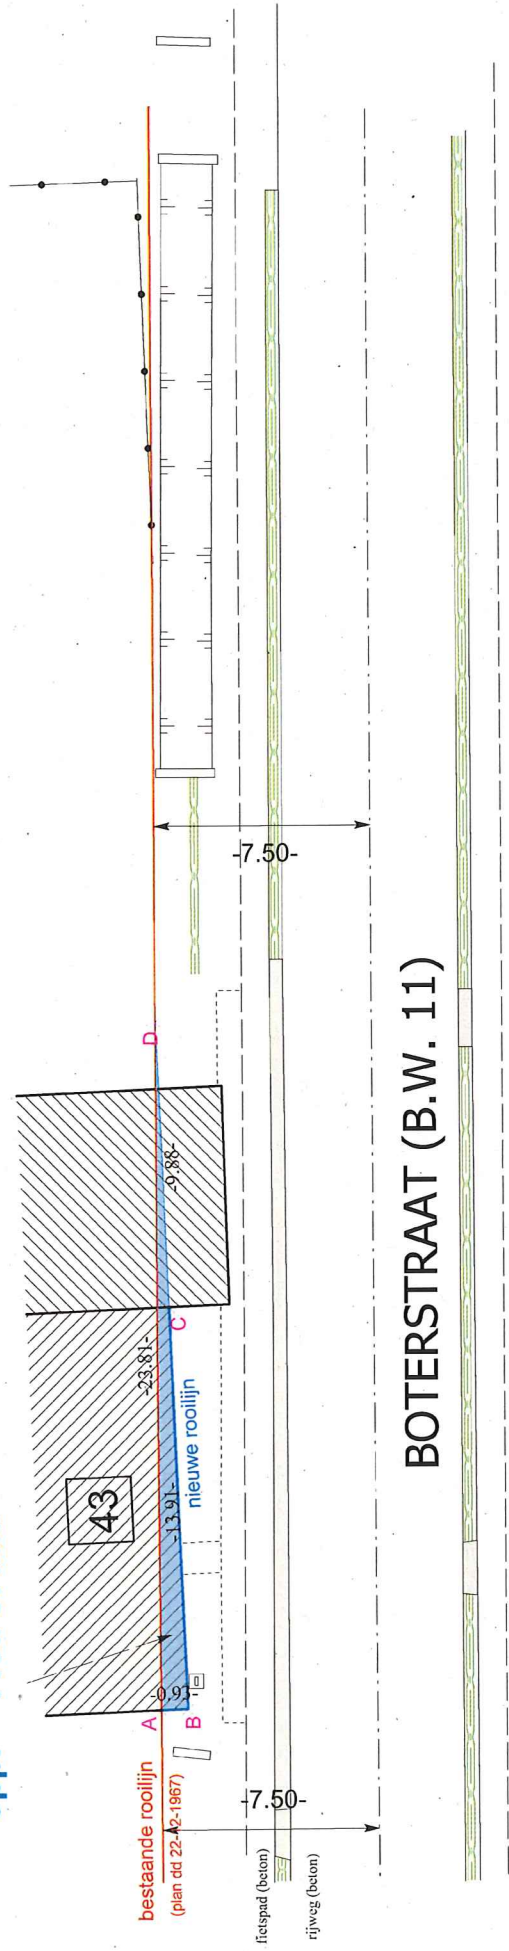 bestaande rooilijn
(plan dd 22-12-1967)
A
B
-0,93-
43
-13.91-
nieuwe rooilijn
-23.81-
C
-9.88-
D
-7.50-
-7.50-
fietspad (beton)
rijweg (beton)
BOTERSTRAAT (B.W. 11)